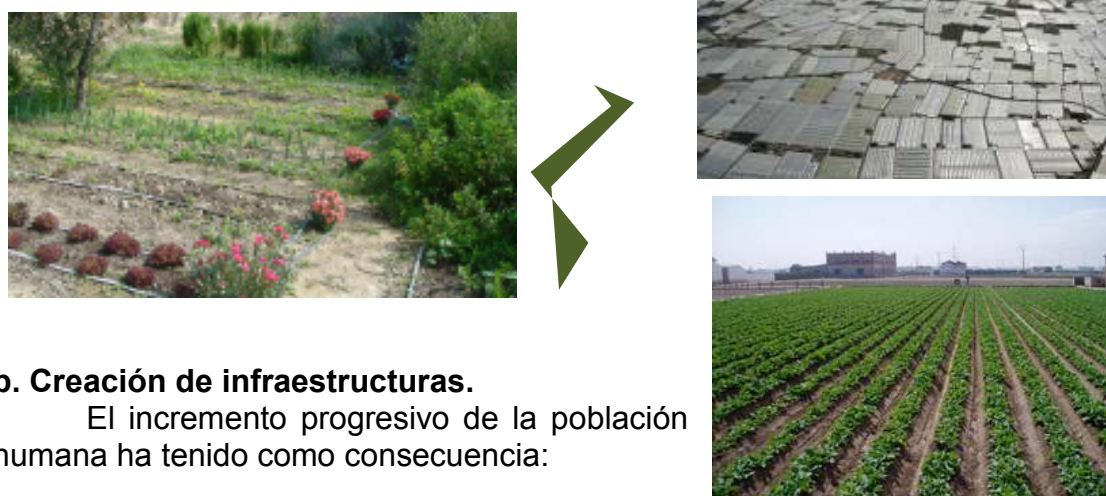 b. Creación de infraestructuras.
El incremento progresivo de la población
humana ha tenido como consecuencia: